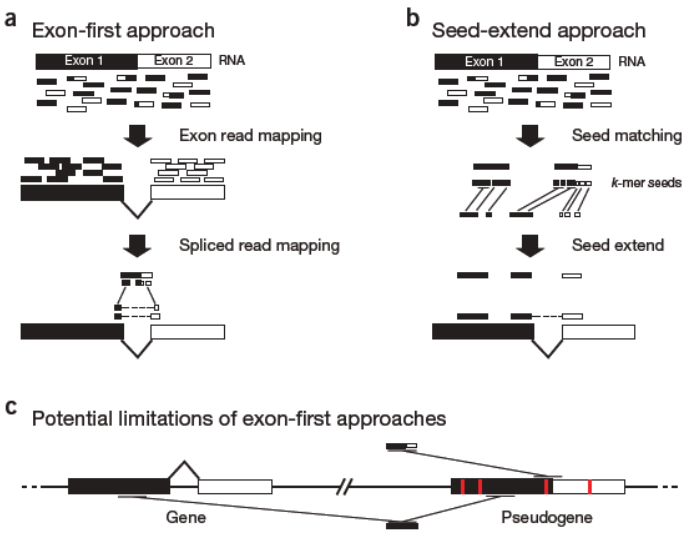 a
Exon-first approach
Exon 1
Exon 2
RNA
Exon read mapping
Spliced read mapping
b
Seed-extend approach
Exon 1
Exon 2
RNA
Seed matching
k-mer seeds
Seed extend
c
Potential limitations of exon-first approaches
Gene
Pseudogene